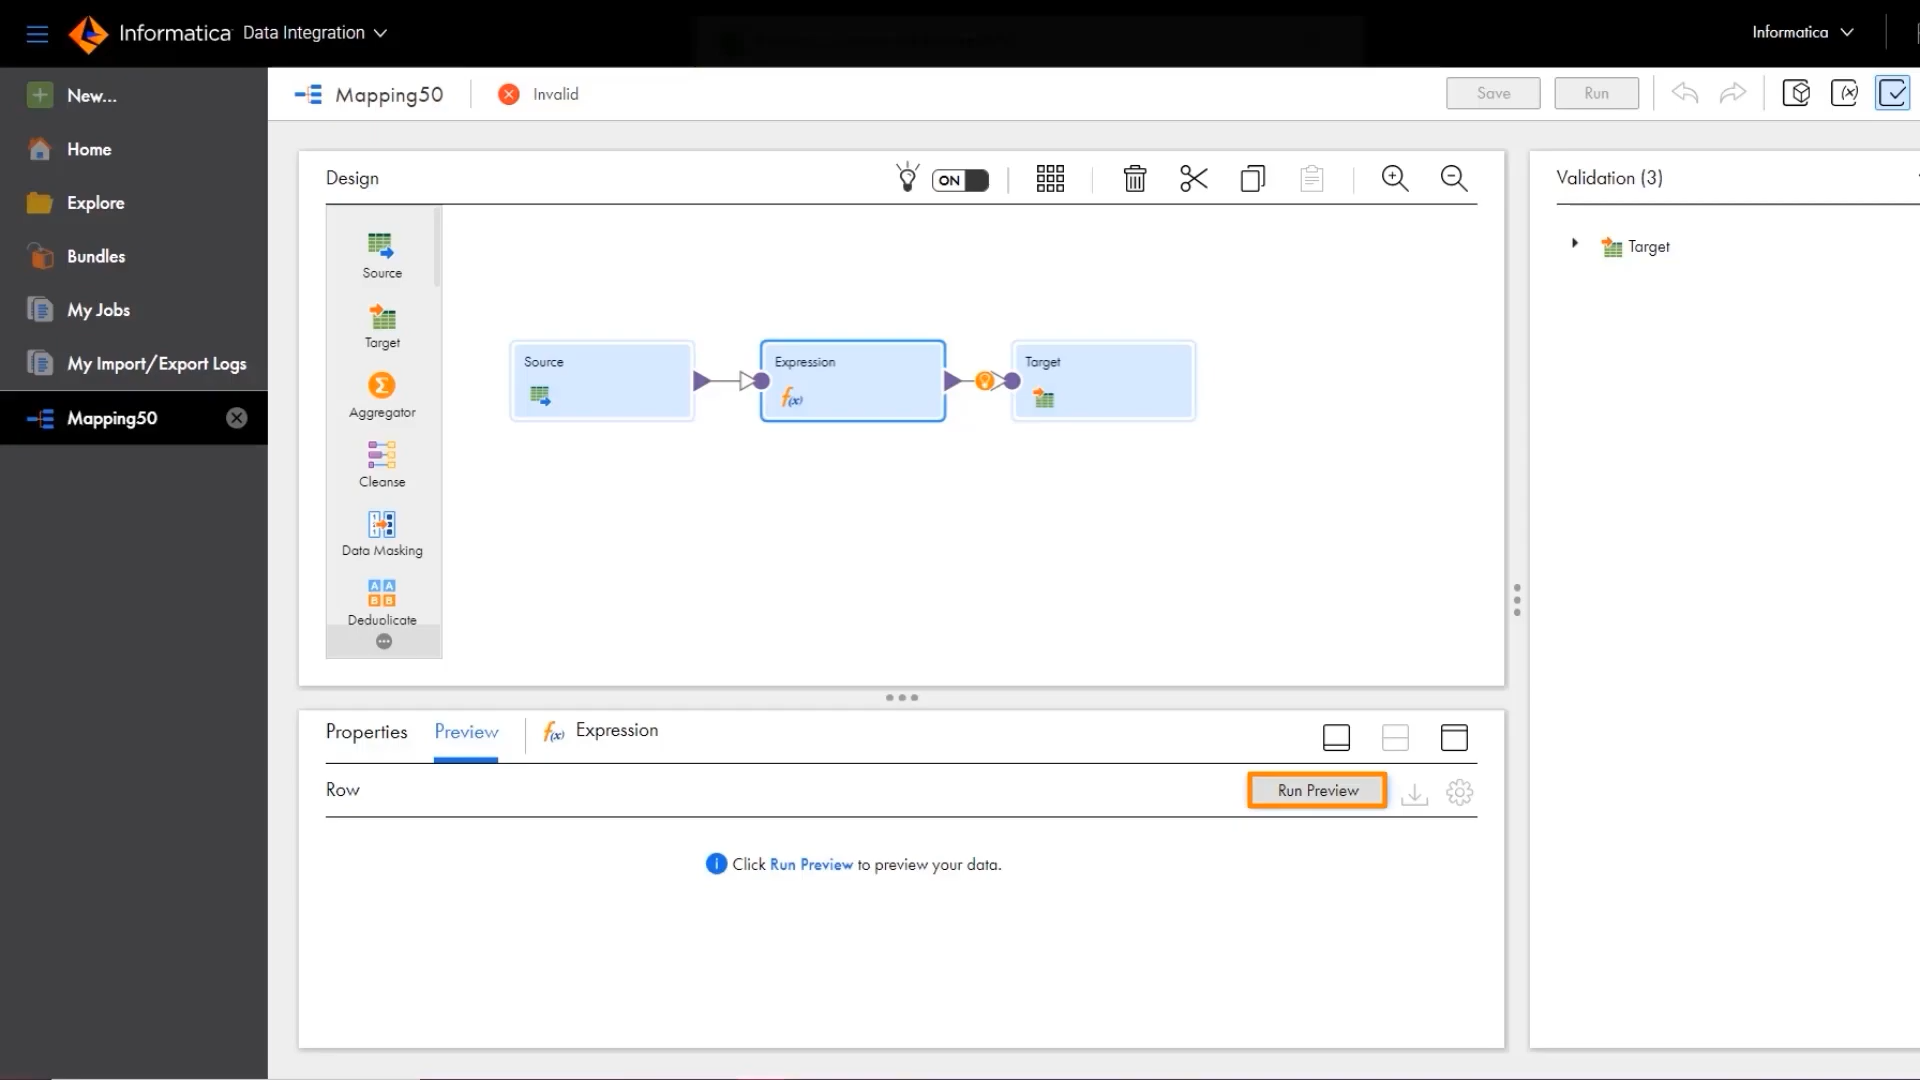 Informatica Data Integration
Informatica
New...
Home
Explore
Bundles
My Jobs
My Import/Export Logs
Mapping50
Mapping50
Invalid
Save
Run
Design
ON
Source
Target
Aggregator
Cleanse
Data Masking
Deduplicate
Source
Expression
f(x)
Target
Validation (3)
Target
Properties
Preview
f(x) Expression
Row
Run Preview
Click Run Preview to preview your data.